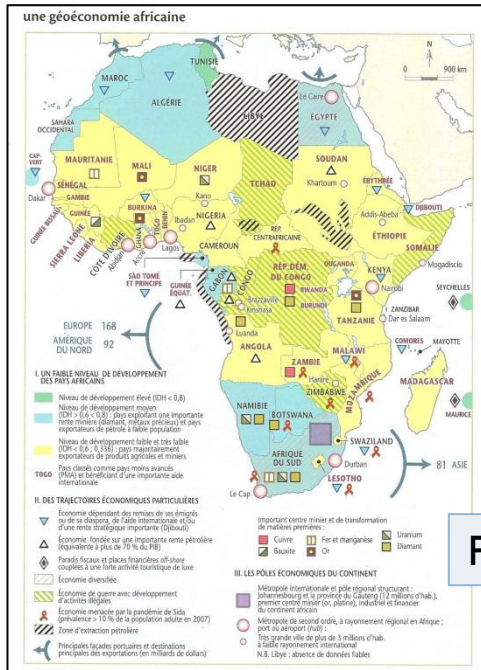 une géoéconomie africaine
N
0 900 km
TUNISIE
MAROC
ALGÉRIE
LIBYE
Le Caire
ÉGYPTE
SAHARA
OCCIDENTAL
CAP-
VERT
MAURITANIE
MALI
NIGER
TCHAD
SOUDAN
Khartoum
ÉRYTHRÉE
DJIBOUTI
SÉNÉGAL
Dakar
GAMBIE
GUINÉE BISSAU
GUINÉE
SIERRA LEONE
LIBERIA
CÔTE D'IVOIRE
BURKINA
GHANA
TOGO
BÉNIN
Kano
NIGERIA
Ibadan
Abidjan
Accra
Lagos
CAMEROUN
RÉP.
CENTRAFRICAINE
Addis-Abeba
ÉTHIOPIE
SOMALIE
Mogadiscio
SÃO TOMÉ
ET PRINCIPE
GUINÉE
ÉQUAT.
GABON
CONGO
RÉP. DÉM.
DU CONGO
OUGANDA
RWANDA
BURUNDI
KENYA
Nairobi
Brazzaville
Kinshasa
Luanda
TANZANIE
ZANZIBAR
Dar es Salaam
SEYCHELLES
COMORES
MAYOTTE
ANGOLA
ZAMBIE
MALAWI
Harare
ZIMBABWE
MOZAMBIQUE
MADAGASCAR
MAURICE
NAMIBIE
BOTSWANA
AFRIQUE
DU SUD
SWAZILAND
Durban
LESOTHO
Le Cap
EUROPE 168
AMÉRIQUE
DU NORD 92
81 ASIE
I. UN FAIBLE NIVEAU DE DÉVELOPPEMENT
DES PAYS AFRICAINS
Niveau de développement élevé (IDH < 0,8)
Niveau de développement moyen
(IDH > 0,6 < 0,8) : pays exploitant une importante
rente minière (diamant, métaux précieux) et pays
exportateurs de pétrole à faible population
Niveau de développement faible et très faible
(IDH < 0,6 ; 0,336) : pays majoritairement
exportateurs de produits agricoles et miniers
TOGO Pays classés comme pays moins avancés
(PMA) et bénéficiant d'une importante aide
internationale
II. DES TRAJECTOIRES ÉCONOMIQUES PARTICULIÈRES
Économie dépendant des remises de ses émigrés
ou de sa diaspora, de l'aide internationale et/ou
d'une rente stratégique importante (Djibouti)
Économie fondée sur une importante rente pétrolière
(équivalente à plus de 70 % du PIB)
Paradis fiscaux et places financières off-shore
couplées à une forte activité touristique de luxe
Économie diversifiée
Économie de guerre avec développement
d'activités illégales
Économie menacée par la pandémie de Sida
(prévalence > 10 % de la population adulte en 2007)
Zone d'extraction pétrolière
Principales façades portuaires et destinations
principales des exportations (en milliards de dollars)
Important centre minier et de transformation
de matières premières :
Cuivre
Fer et manganèse
Uranium
Bauxite
Or
Diamant
III. LES PÔLES ÉCONOMIQUES DU CONTINENT
Métropole internationale et pôle régional structurant :
Johannesbourg et la province du Gauteng (12 millions d'hab.),
premier centre minier (or, platine), industriel et financier
du continent africain
Métropole de second ordre, à rayonnement régional en Afrique ;
port ou aéroport (hub) :
Très grande ville de plus de 3 millions d'hab.
à faible rayonnement international
N.B. Libye : absence de données fiables